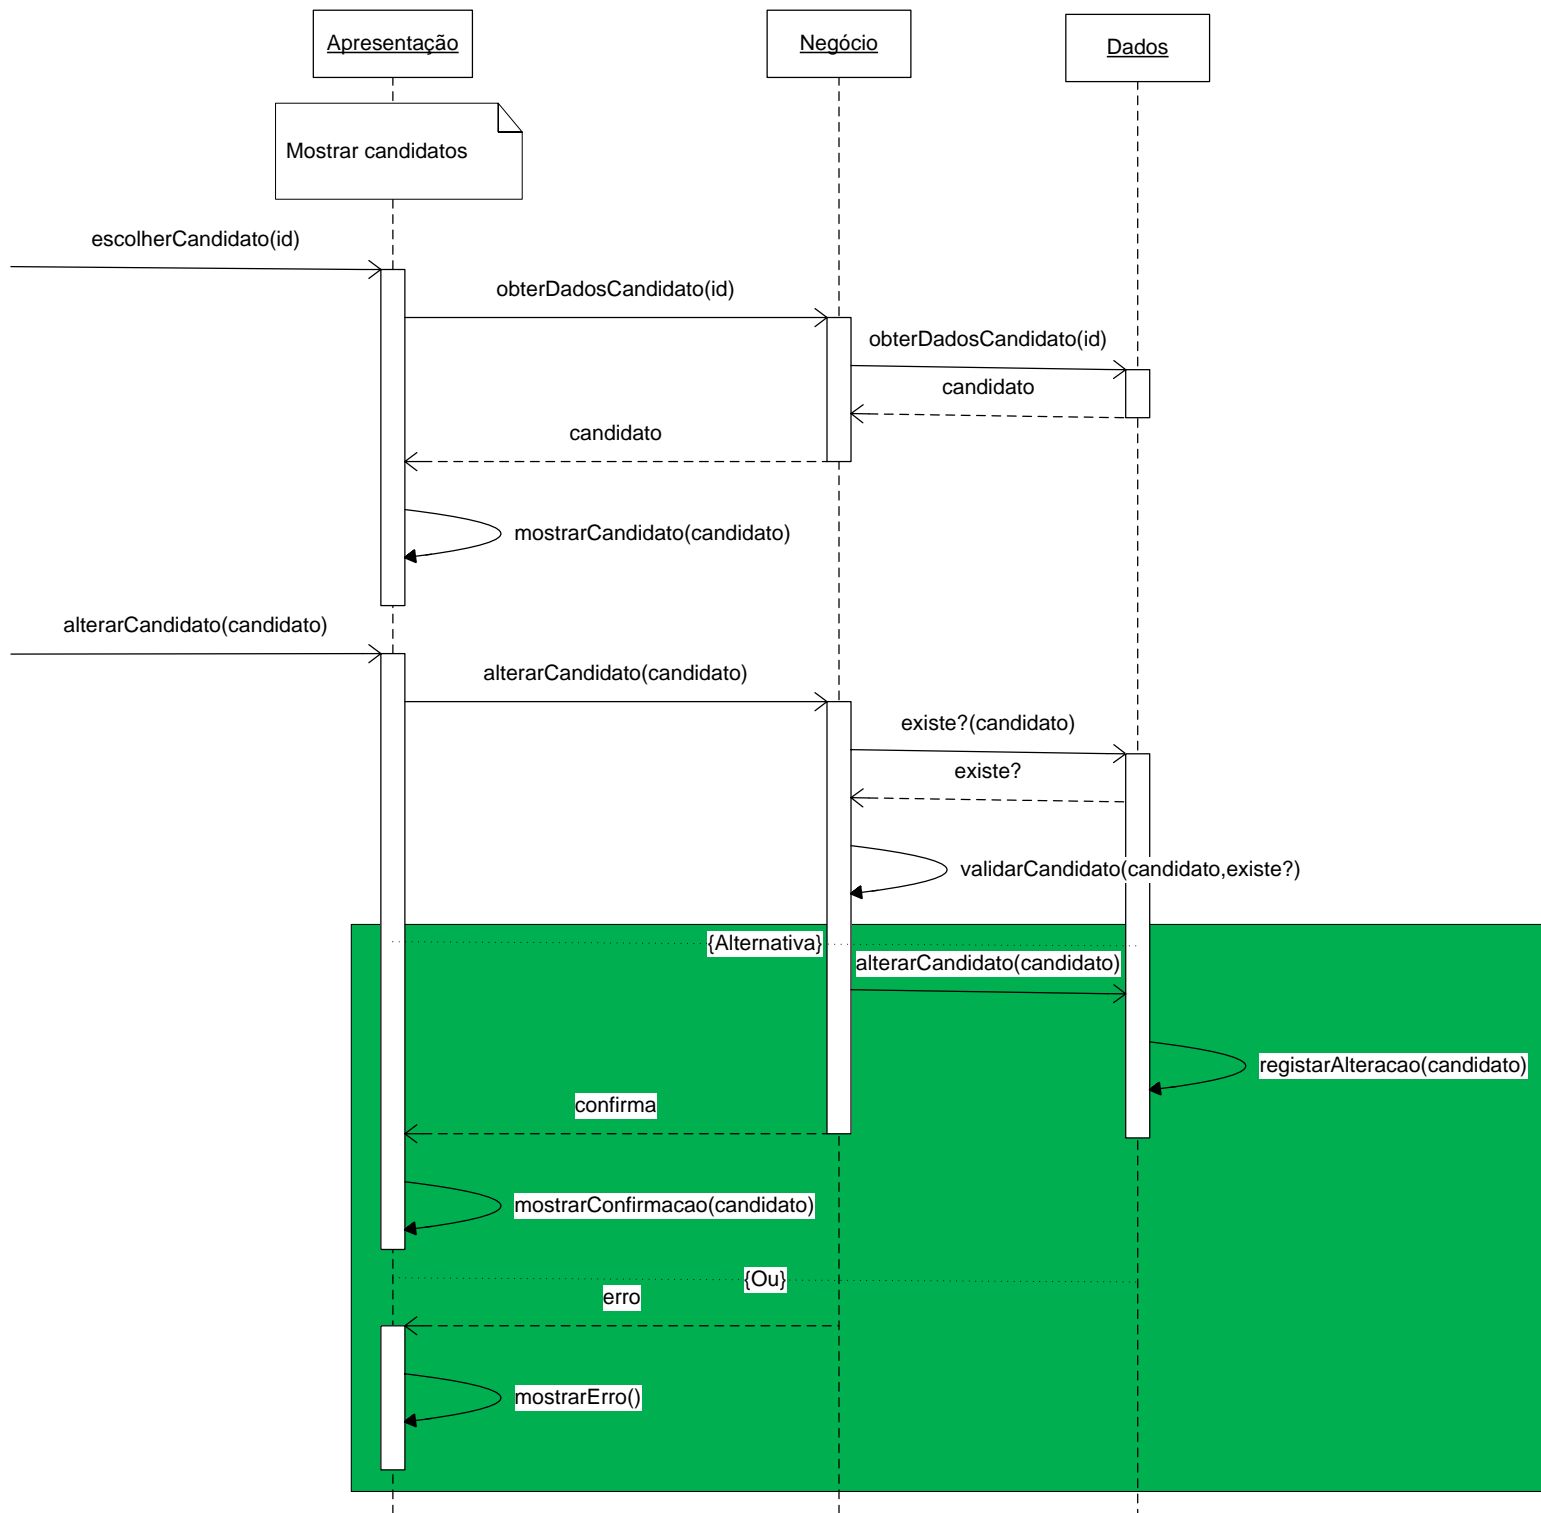 Apresentação
Negócio
Dados
Mostrar candidatos
escolherCandidato(id)
obterDadosCandidato(id)
obterDadosCandidato(id)
candidato
candidato
mostrarCandidato(candidato)
alterarCandidato(candidato)
alterarCandidato(candidato)
existe?(candidato)
existe?
validarCandidato(candidato,existe?)
{Alternativa}
alterarCandidato(candidato)
registarAlteracao(candidato)
confirma
mostrarConfirmacao(candidato)
{Ou}
erro
mostrarErro()